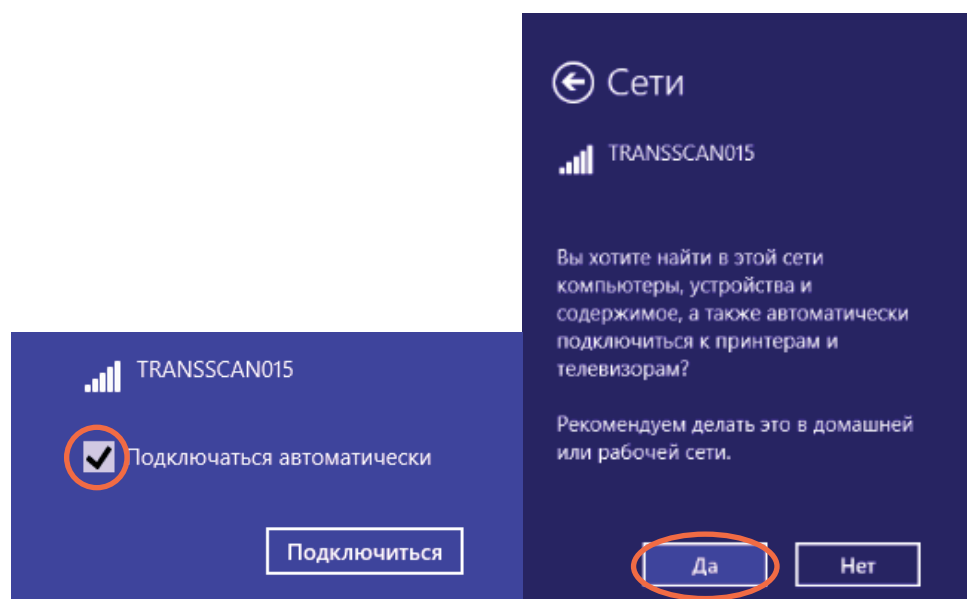 TRANSSCAN015
Подключаться автоматически
Подключиться
Сети
TRANSSCAN015
Вы хотите найти в этой сети
компьютеры, устройства и
содержимое, а также автоматически
подключиться к принтерам и
телевизорам?
Рекомендуем делать это в домашней
или рабочей сети.
Да
Нет